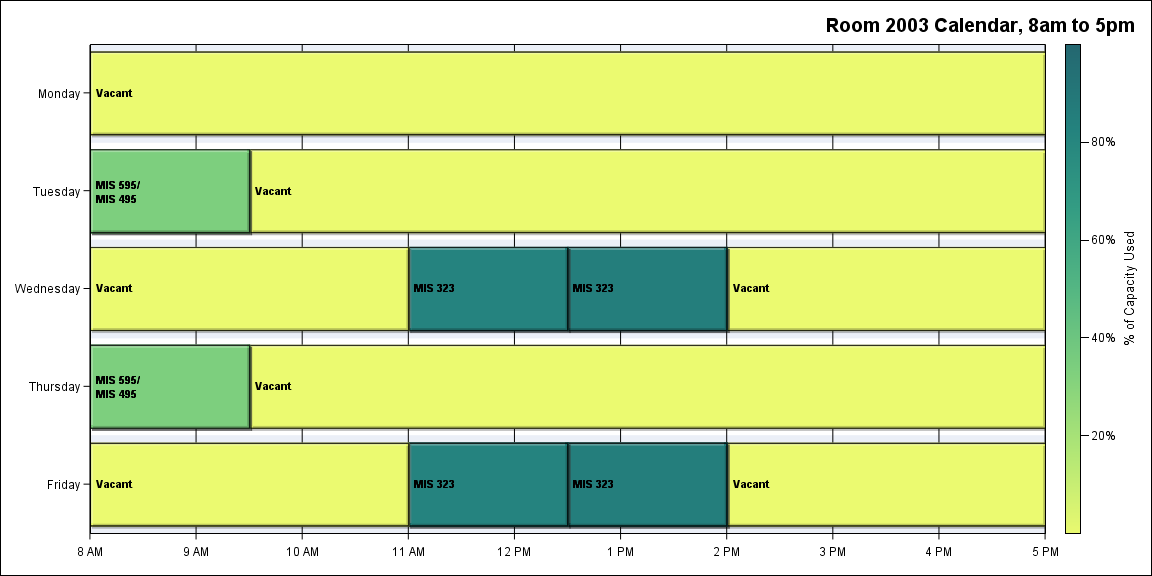 Room 2003 Calendar, 8am to 5pm
Monday
Vacant
Tuesday
MIS 595/
MIS 495
Vacant
Wednesday
Vacant
MIS 323
MIS 323
Vacant
Thursday
MIS 595/
MIS 495
Vacant
Friday
Vacant
MIS 323
MIS 323
Vacant
8 AM
9 AM
10 AM
11 AM
12 PM
1 PM
2 PM
3 PM
4 PM
5 PM
80%
60%
40%
20%
% of Capacity Used